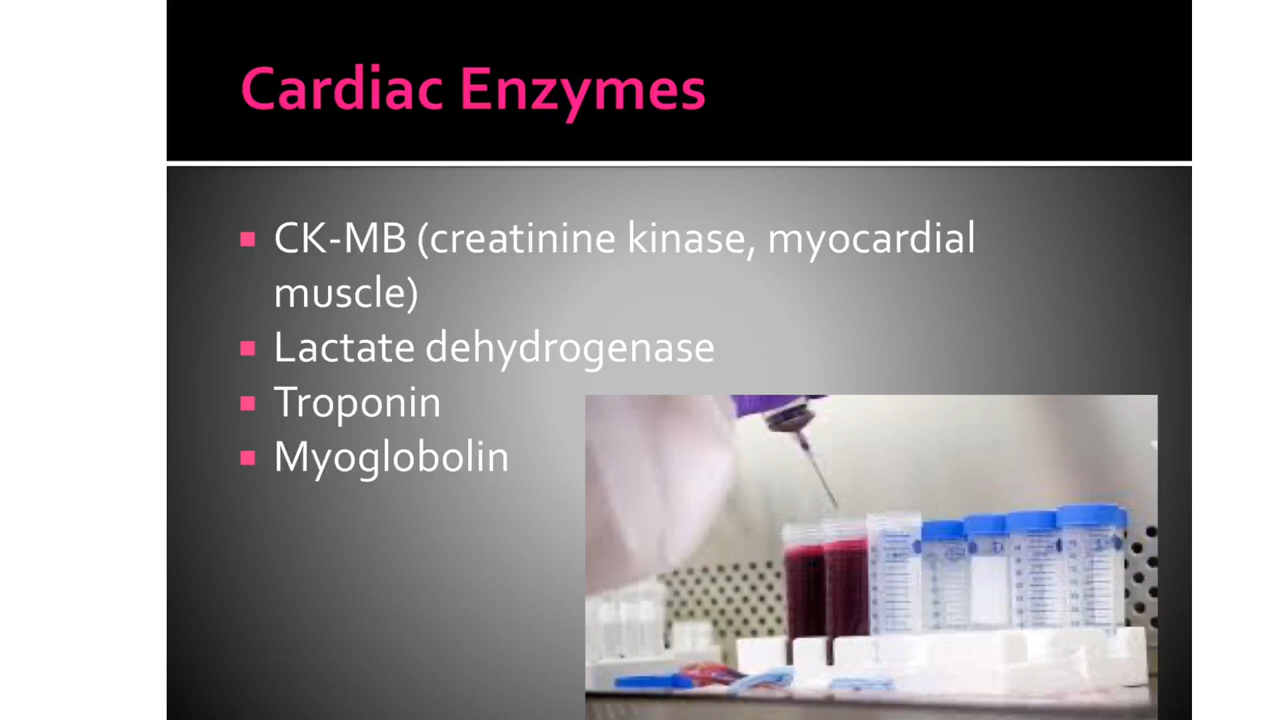 Cardiac Enzymes
CK-MB (creatinine kinase, myocardial
muscle)
Lactate dehydrogenase
Troponin
Myoglobolin